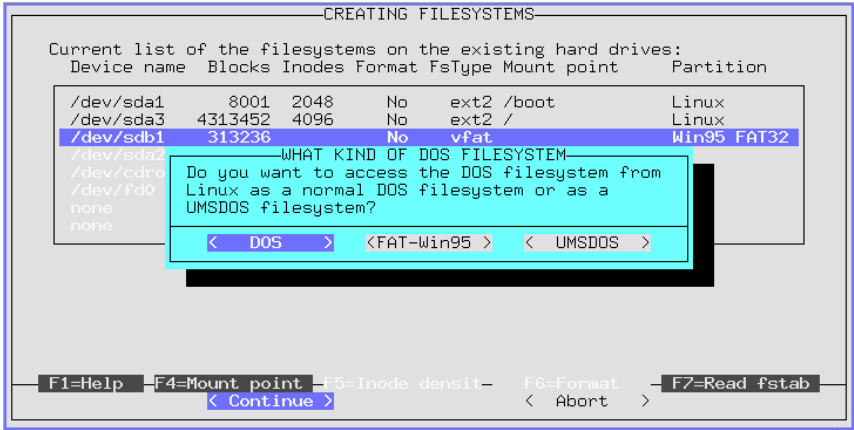 CREATING FILESYSTEMS
Current list of the filesystems on the existing hard drives:
Device name Blocks Inodes Format FsType Mount point Partition
/dev/sda1 8001 2048 No ext2 /boot Linux
/dev/sda3 4313452 4096 No ext2 / Linux
/dev/sdb1 313236 No vfat Win95 FAT32
/dev/sda2
/dev/cdro
/dev/fd0
none
none
WHAT KIND OF DOS FILESYSTEM
Do you want to access the DOS filesystem from
Linux as a normal DOS filesystem or as a
UMSDOS filesystem?
< DOS > <FAT-Win95 > < UMSDOS >
F1=Help F4=Mount point F5=Inode densit F6=Format F7=Read fstab
< Continue > < Abort >